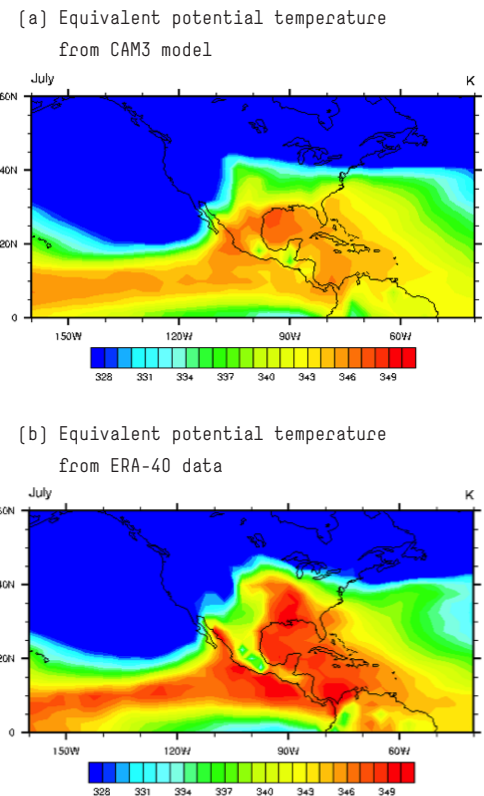 (a) Equivalent potential temperature
from CAM3 model
July K
60N
40N
20N
0
150W 120W 90W 60W
328 331 334 337 340 343 346 349
(b) Equivalent potential temperature
from ERA-40 data
July K
60N
40N
20N
0
150W 120W 90W 60W
328 331 334 337 340 343 346 349